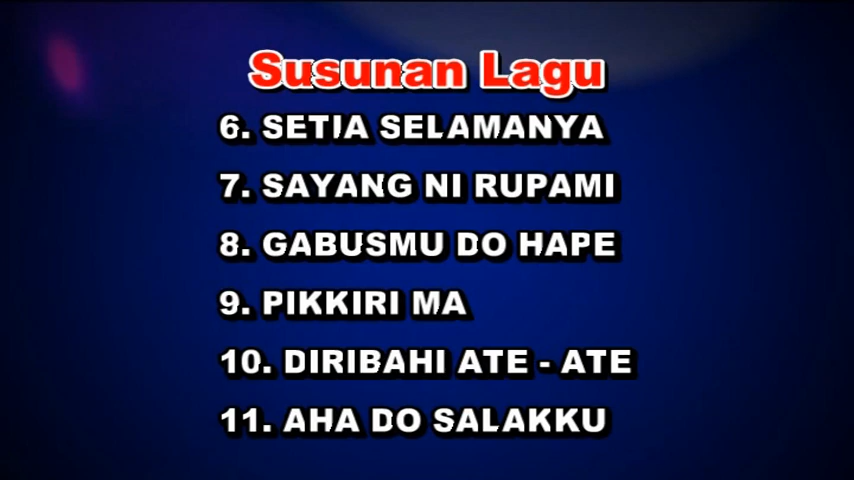 Susunan Lagu
6. SETIA SELAMANYA
7. SAYANG NI RUPAMI
8. GABUSMU DO HAPE
9. PIKKIRI MA
10. DIRIBAHI ATE - ATE
11. AHA DO SALAKKU